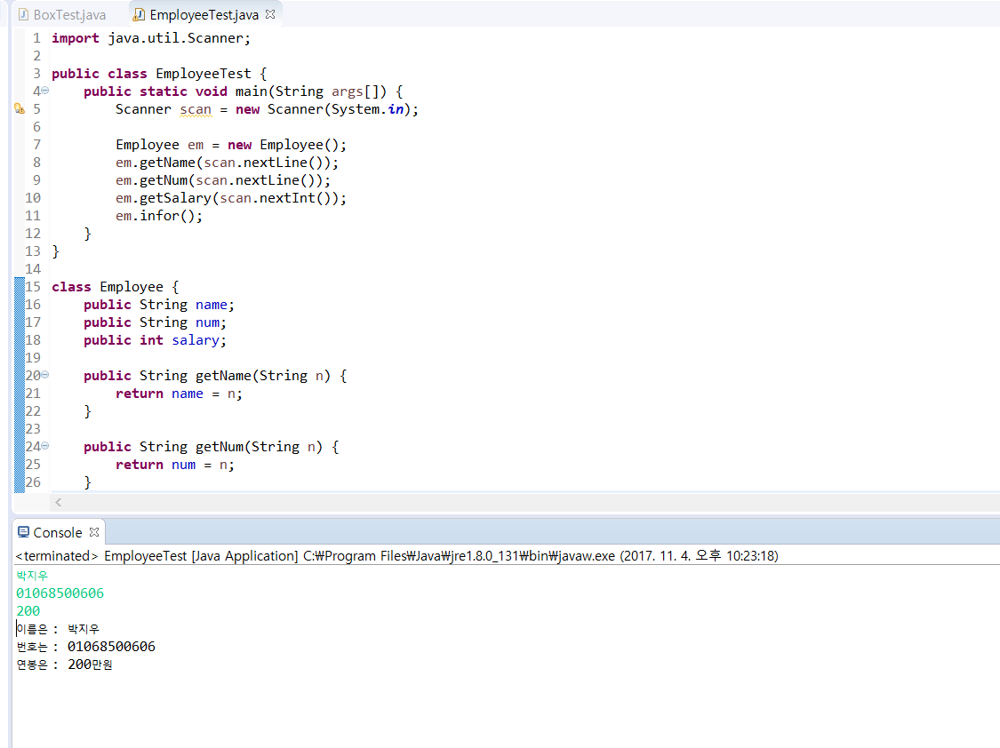 BoxTest.java EmployeeTest.java
1 import java.util.Scanner;
2
3 public class EmployeeTest {
4 public static void main(String args[]) {
5 Scanner scan = new Scanner(System.in);
6
7 Employee em = new Employee();
8 em.getName(scan.nextLine());
9 em.getNum(scan.nextLine());
10 em.getSalary(scan.nextInt());
11 em.infor();
12 }
13 }
14
15 class Employee {
16 public String name;
17 public String num;
18 public int salary;
19
20 public String getName(String n) {
21 return name = n;
22 }
23
24 public String getNum(String n) {
25 return num = n;
26 }
Console
<terminated> EmployeeTest [Java Application] C:₩Program Files₩Java₩jre1.8.0_131₩bin₩javaw.exe (2017. 11. 4. 오후 10:23:18)
박지우
01068500606
200
이름은 : 박지우
번호는 : 01068500606
연봉은 : 200만원